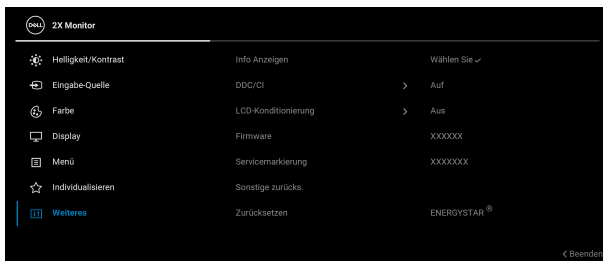 DELL 2X Monitor
Helligkeit/Kontrast Info Anzeigen Wählen Sie ✓
Eingabe-Quelle DDC/CI > Auf
Farbe LCD-Konditionierung > Aus
Display Firmware XXXXXX
Menü Servicemarkierung XXXXXXX
Individualisieren Sonstige zurücks.
Weiteres Zurücksetzen ENERGYSTAR ®
< Beenden